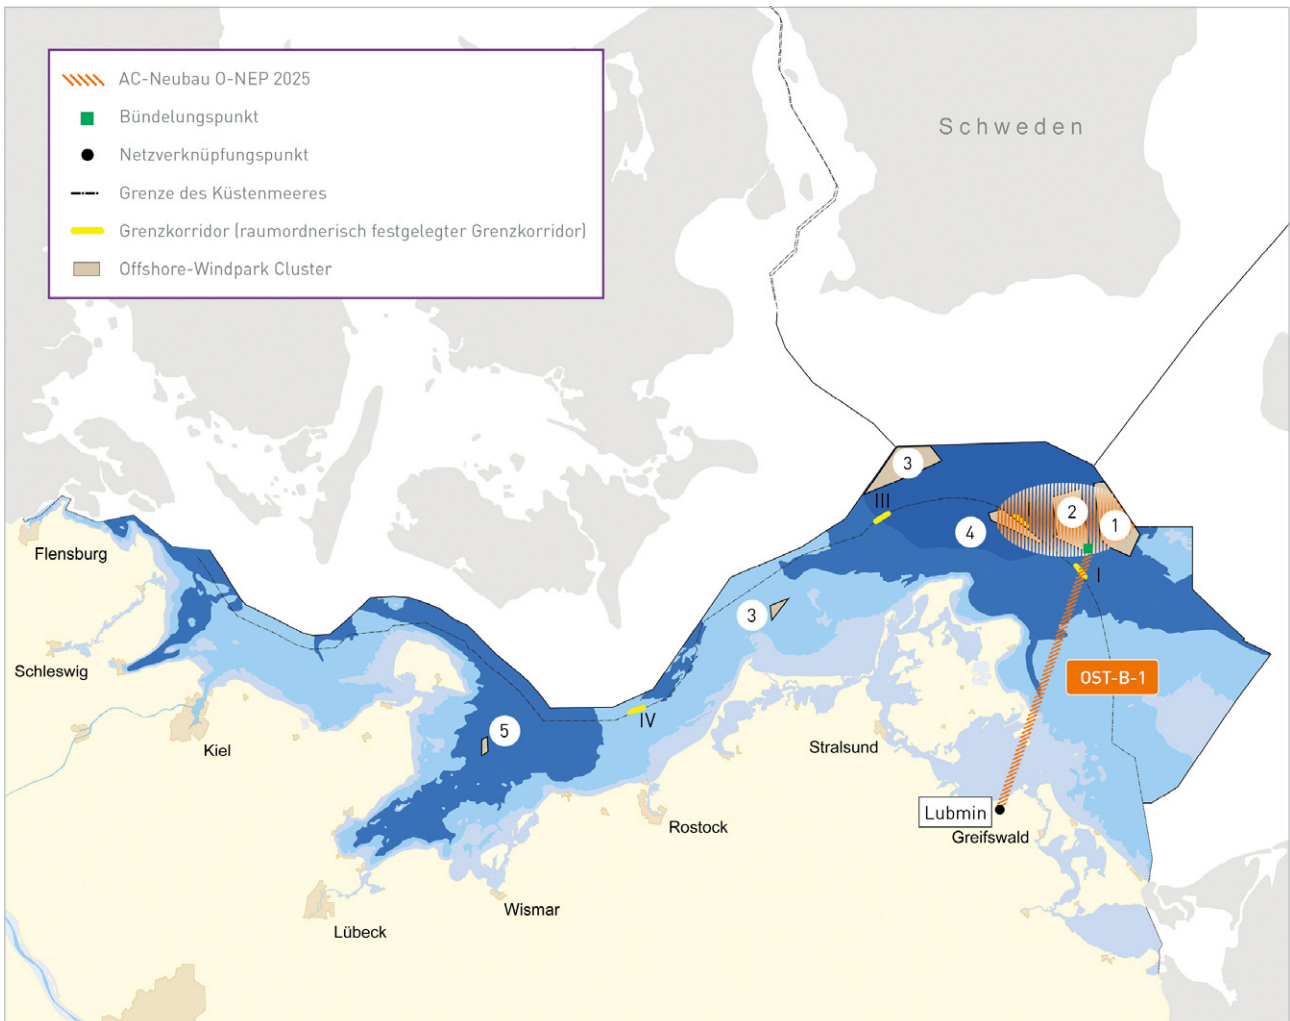 AC-Neubau O-NEP 2025
Bündelungspunkt
Netzverknüpfungspunkt
Grenze des Küstenmeeres
Grenzkorridor (raumordnerisch festgelegter Grenzkorridor)
Offshore-Windpark Cluster
Schweden
3
III
2
1
4
I
3
Flensburg
Schleswig
Kiel
OST-B-1
IV
5
Stralsund
Lubmin
Rostock
Greifswald
Wismar
Lübeck